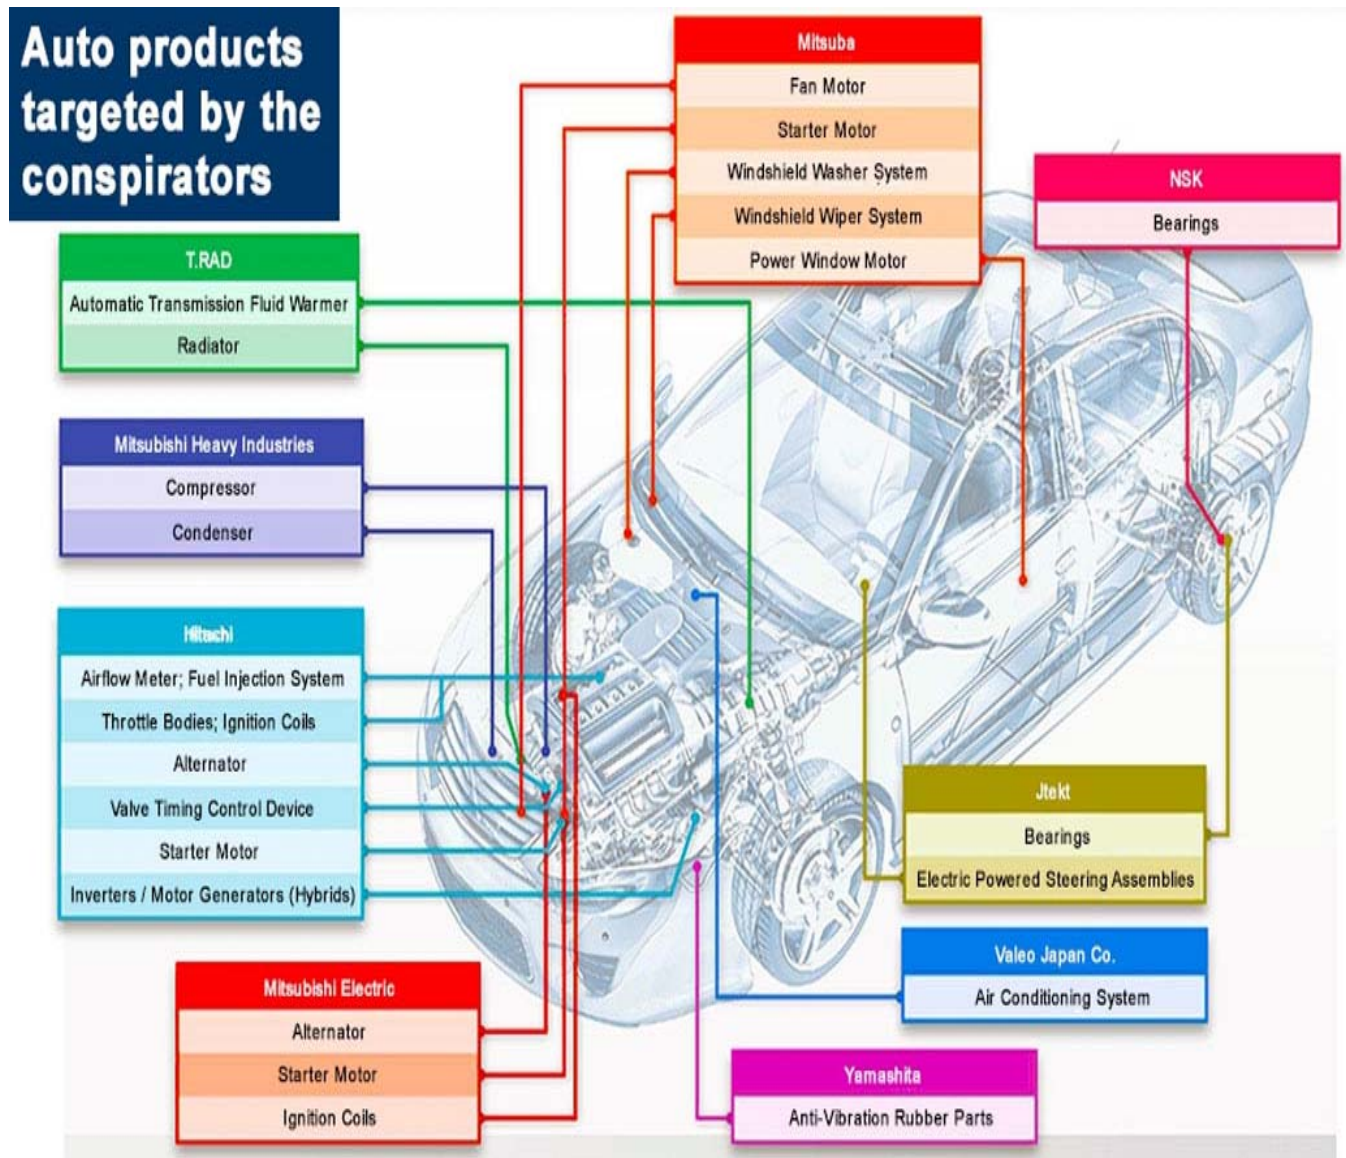 Auto products
targeted by the
conspirators
Mitsuba
Fan Motor
Starter Motor
Windshield Washer System
Windshield Wiper System
Power Window Motor
NSK
Bearings
T.RAD
Automatic Transmission Fluid Warmer
Radiator
Mitsubishi Heavy Industries
Compressor
Condenser
Hitachi
Airflow Meter; Fuel Injection System
Throttle Bodies; Ignition Coils
Alternator
Valve Timing Control Device
Starter Motor
Inverters / Motor Generators (Hybrids)
Jtekt
Bearings
Electric Powered Steering Assemblies
Valeo Japan Co.
Air Conditioning System
Mitsubishi Electric
Alternator
Starter Motor
Ignition Coils
Yamashita
Anti-Vibration Rubber Parts